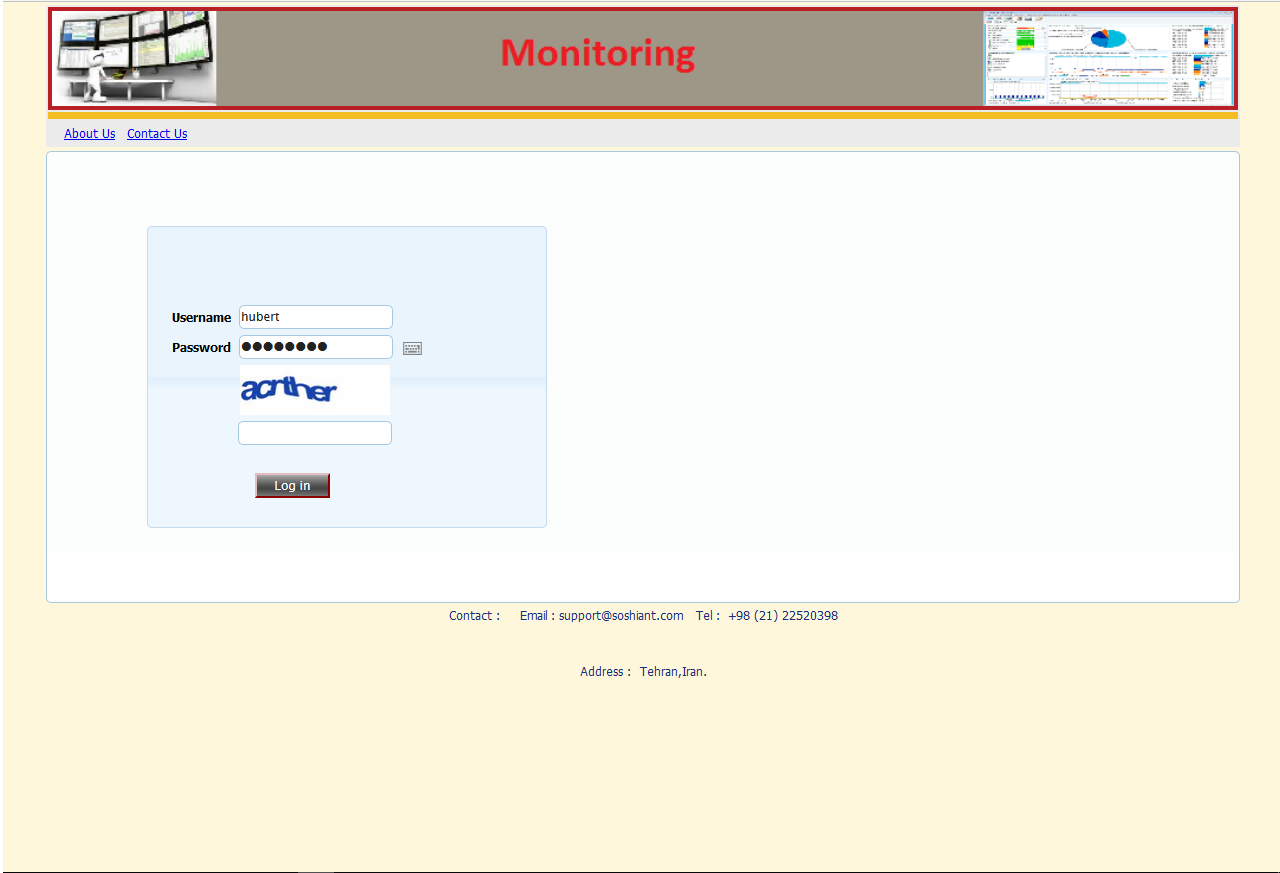 Monitoring
About Us Contact Us
Username hubert
Password ●●●●●●●●
acrther
Log in
Contact : Email : support@soshiant.com Tel : +98 (21) 22520398
Address : Tehran,Iran.